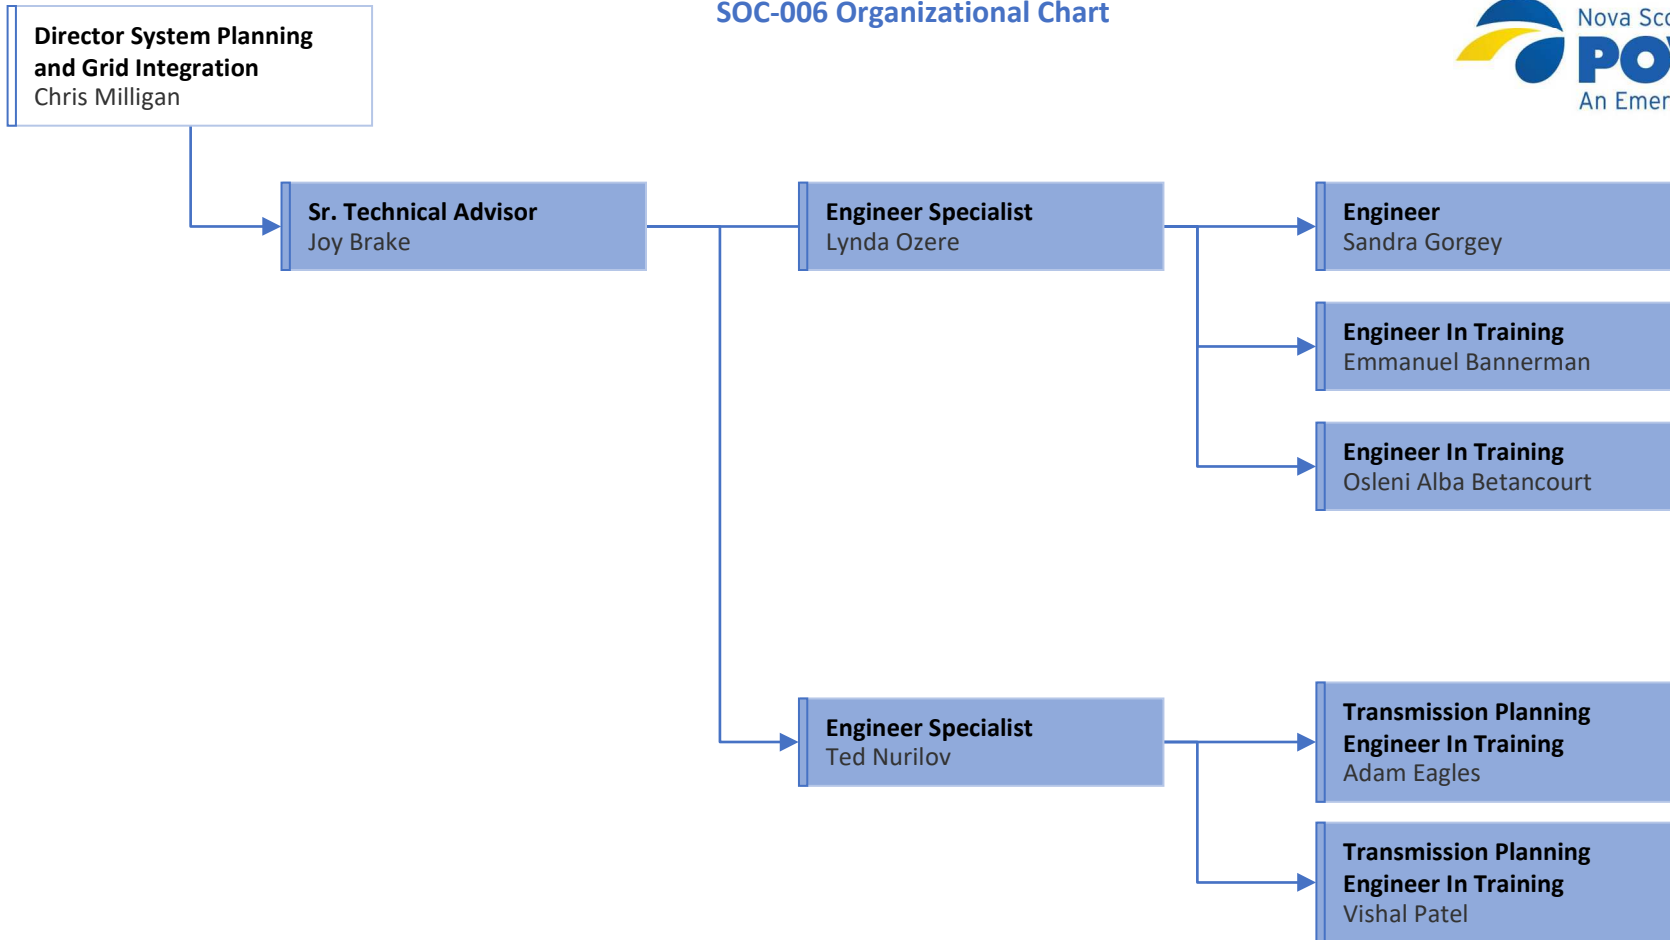 SOC-006 Organizational Chart
Director System Planning
and Grid Integration
Chris Milligan
Nova
An
Sr. Technical Advisor
Joy Brake
Engineer Specialist
Lynda Ozere
Engineer
Sandra Gorgey
Engineer In Training
Emmanuel Bannerman
Engineer In Training
Osleni Alba Betancourt
Engineer Specialist
Ted Nurilov
Transmission Planning
Engineer In Training
Adam Eagles
Transmission Planning
Engineer In Training
Vishal Patel